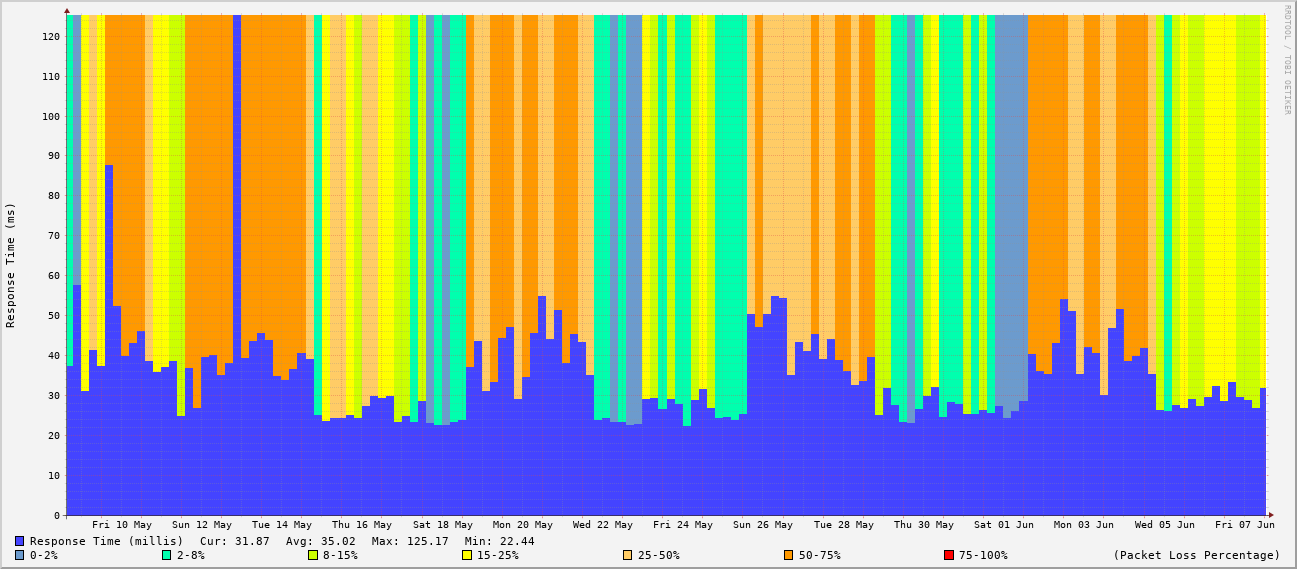 RRDTOOL / TOBI OETIKER
Response Time (ms)
120
110
100
90
80
70
60
50
40
30
20
10
0
Fri 10 May Sun 12 May Tue 14 May Thu 16 May Sat 18 May Mon 20 May Wed 22 May Fri 24 May Sun 26 May Tue 28 May Thu 30 May Sat 01 Jun Mon 03 Jun Wed 05 Jun Fri 07 Jun
Response Time (millis) Cur: 31.87 Avg: 35.02 Max: 125.17 Min: 22.44
0-2% 2-8% 8-15% 15-25% 25-50% 50-75% 75-100% (Packet Loss Percentage)